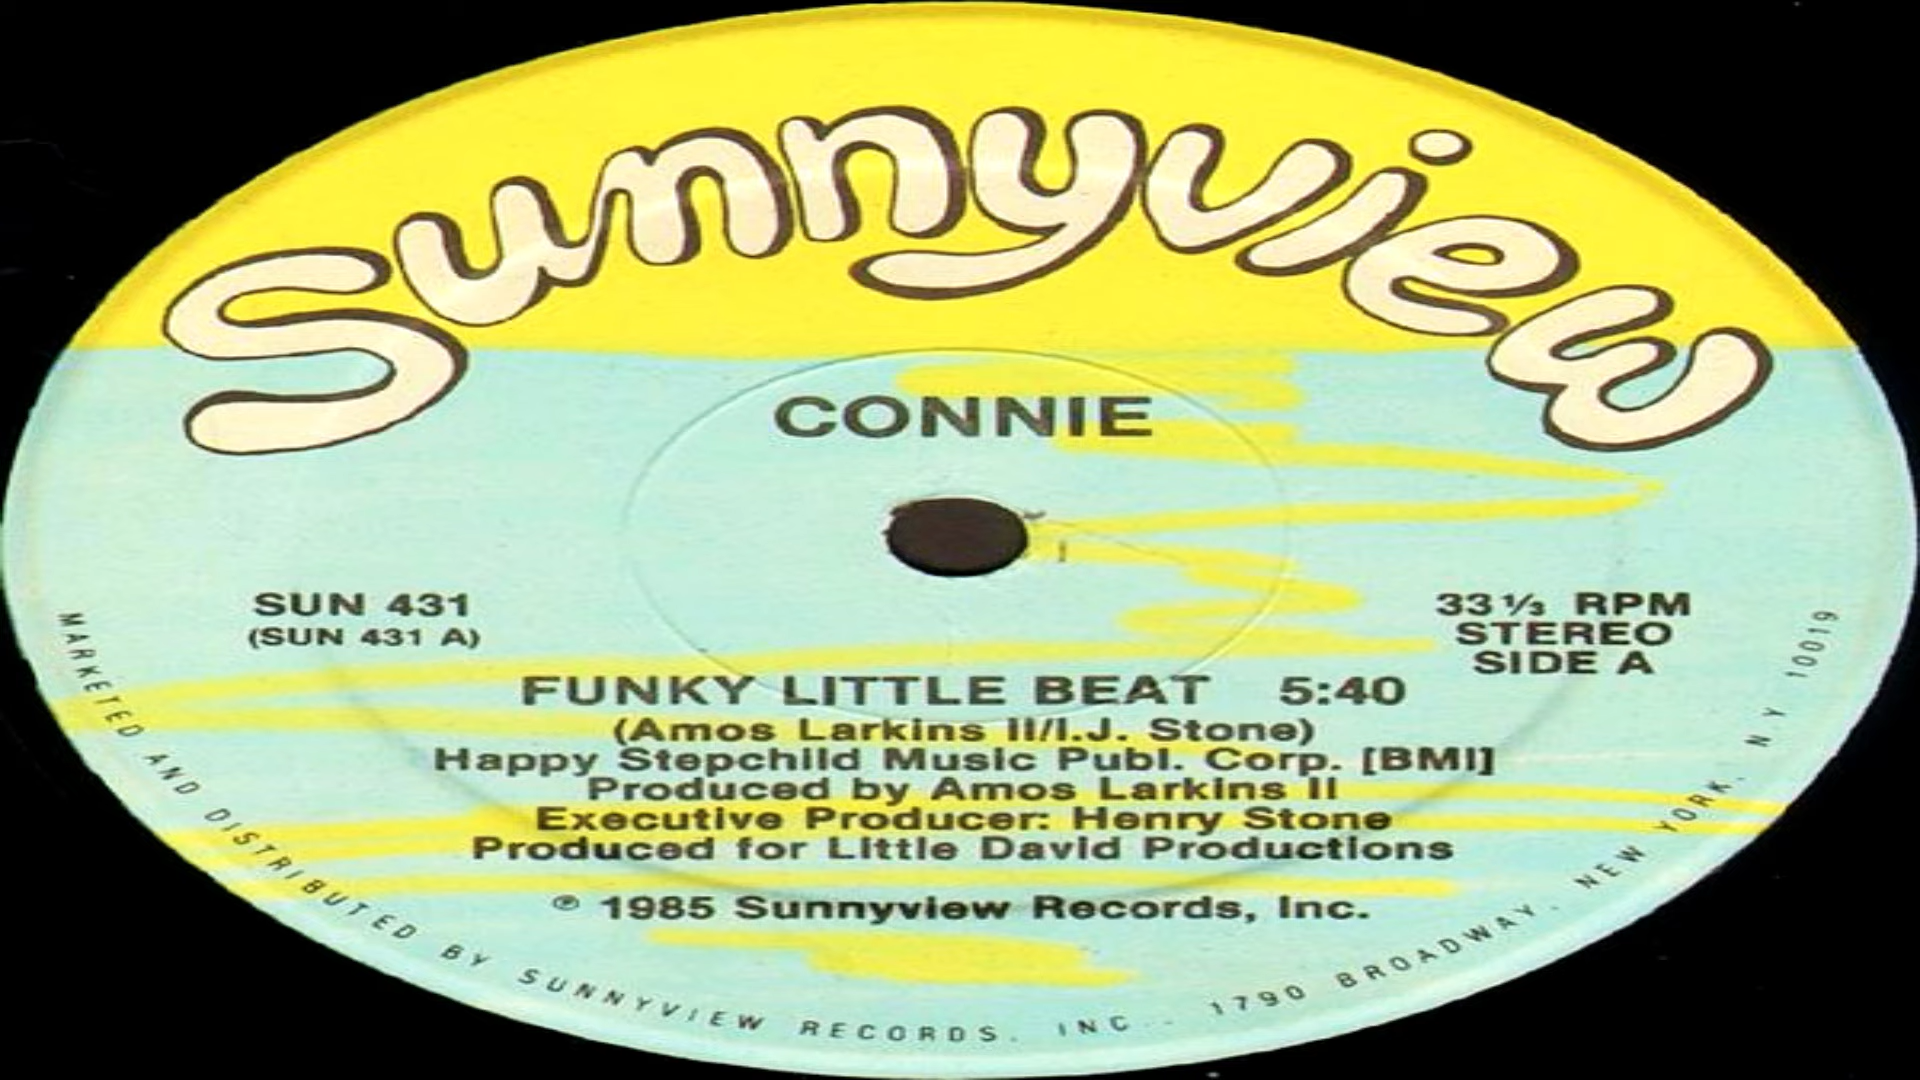 Sunnyview
CONNIE
SUN 431
(SUN 431 A)
33⅓ RPM
STEREO
SIDE A
FUNKY LITTLE BEAT 5:40
(Amos Larkins II/I.J. Stone)
Happy Stepchild Music Publ. Corp. [BMI]
Produced by Amos Larkins II
Executive Producer: Henry Stone
Produced for Little David Productions
℗ 1985 Sunnyview Records, Inc.
MARKETED AND DISTRIBUTED BY SUNNYVIEW RECORDS, INC., 1790 BROADWAY, NEW YORK, NY 10019